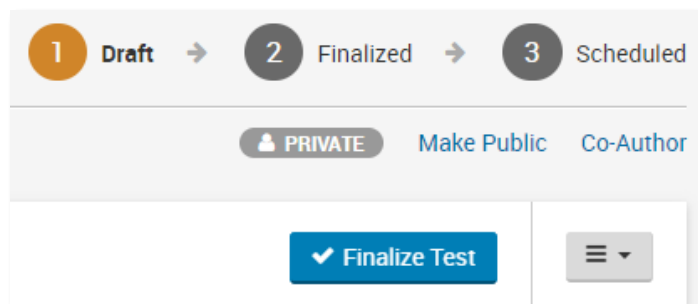 1 Draft 2 Finalized 3 Scheduled
PRIVATE Make Public Co-Author
Finalize Test